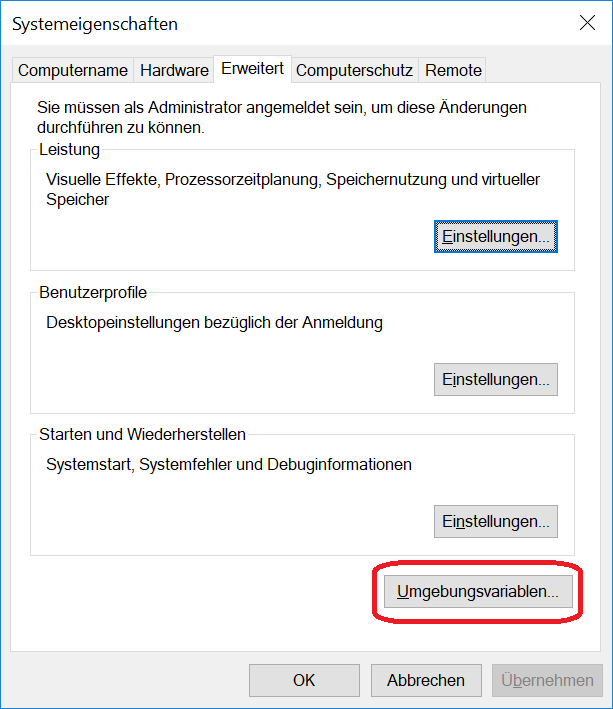 Systemeigenschaften
Computername Hardware Erweitert Computerschutz Remote
Sie müssen als Administrator angemeldet sein, um diese Änderungen
durchführen zu können.
Leistung
Visuelle Effekte, Prozessorzeitplanung, Speichernutzung und virtueller
Speicher
Einstellungen...
Benutzerprofile
Desktopeinstellungen bezüglich der Anmeldung
Einstellungen...
Starten und Wiederherstellen
Systemstart, Systemfehler und Debuginformationen
Einstellungen...
Umgebungsvariablen...
OK Abbrechen Übernehmen